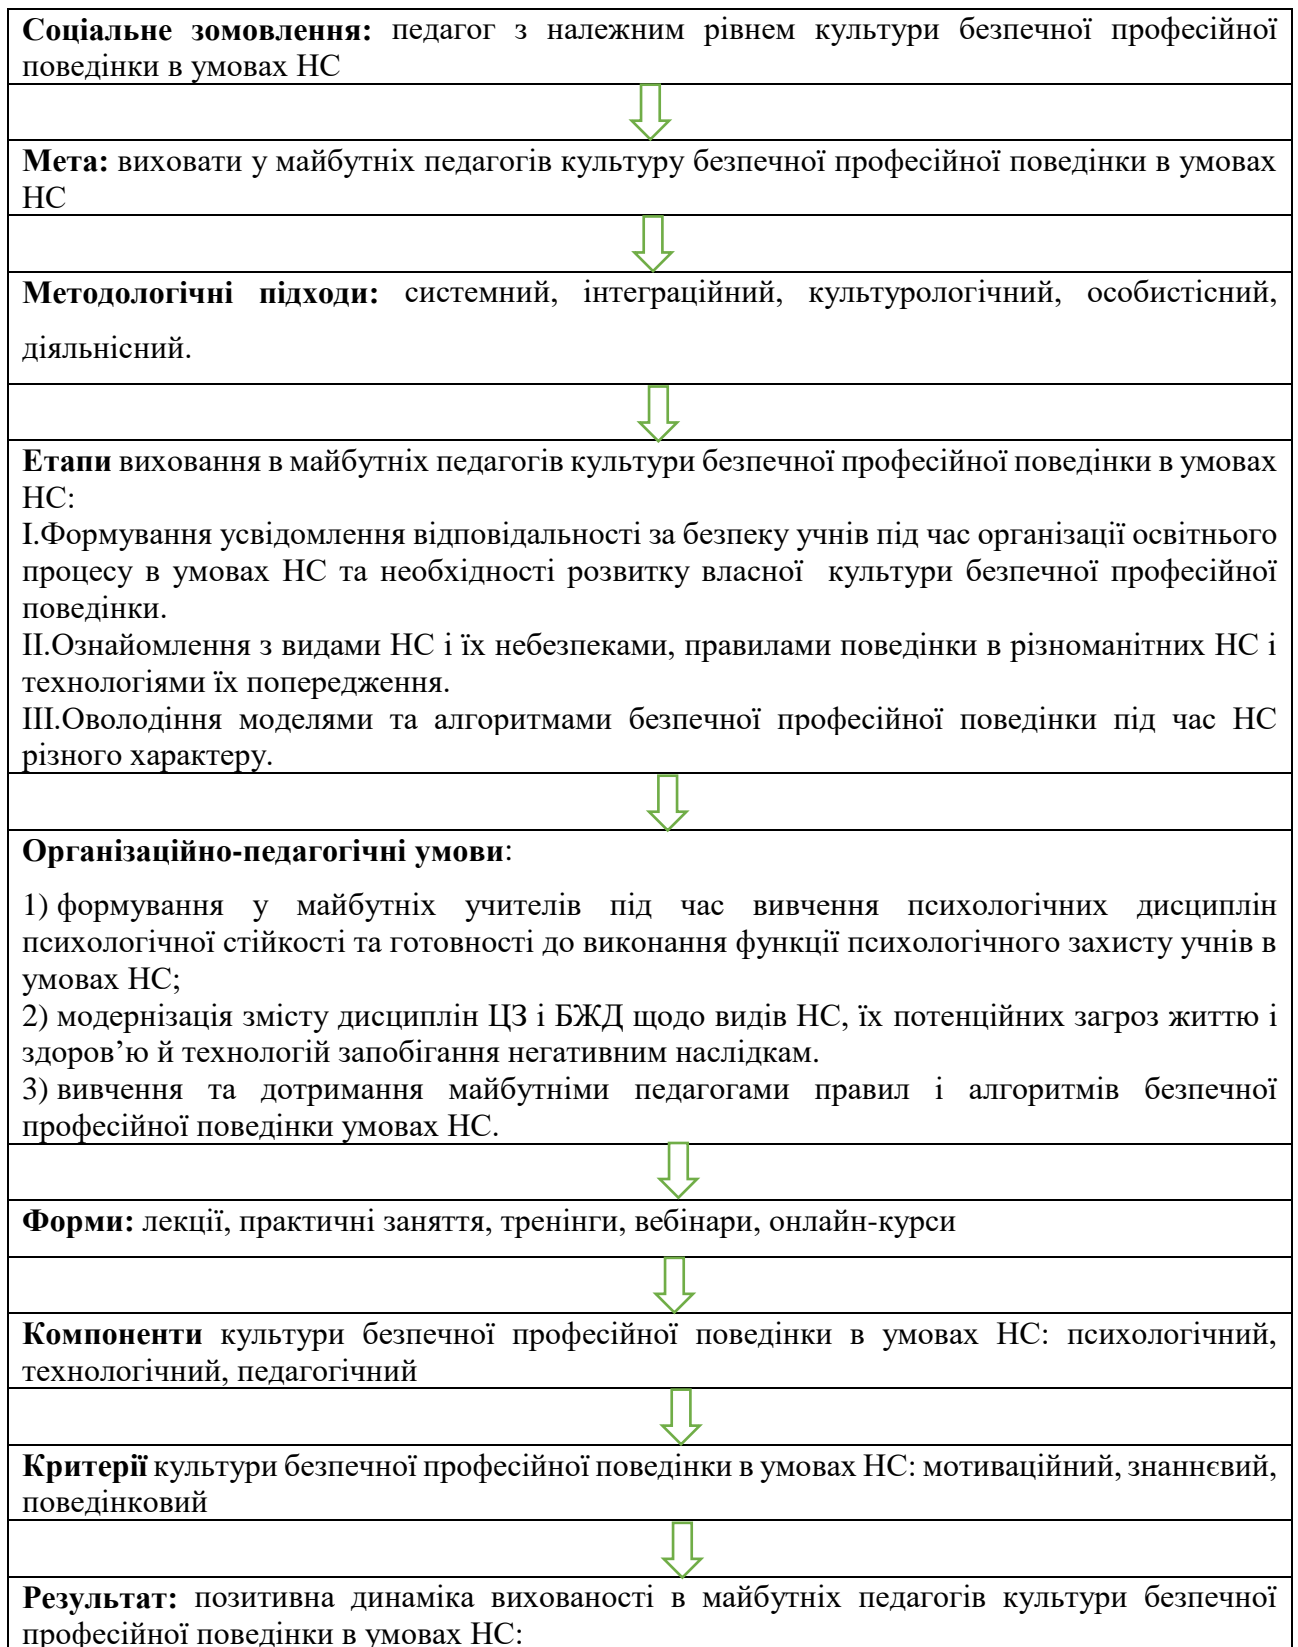 Соціальне зомовлення: педагог з належним рівнем культури безпечної професійної
поведінки в умовах НС
Мета: виховати у майбутніх педагогів культуру безпечної професійної поведінки в умовах
НС
Методологічні підходи: системний, інтеграційний, культурологічний, особистісний,
діяльнісний.
Етапи виховання в майбутніх педагогів культури безпечної професійної поведінки в умовах
НС:
І.Формування усвідомлення відповідальності за безпеку учнів під час організації освітнього
процесу в умовах НС та необхідності розвитку власної культури безпечної професійної
поведінки.
ІІ.Ознайомлення з видами НС і їх небезпеками, правилами поведінки в різноманітних НС і
технологіями їх попередження.
ІІІ.Оволодіння моделями та алгоритмами безпечної професійної поведінки під час НС
різного характеру.
Організаційно-педагогічні умови:
1) формування у майбутніх учителів під час вивчення психологічних дисциплін
психологічної стійкості та готовності до виконання функції психологічного захисту учнів в
умовах НС;
2) модернізація змісту дисциплін ЦЗ і БЖД щодо видів НС, їх потенційних загроз життю і
здоров’ю й технологій запобігання негативним наслідкам.
3) вивчення та дотримання майбутніми педагогами правил і алгоритмів безпечної
професійної поведінки умовах НС.
Форми: лекції, практичні заняття, тренінги, вебінари, онлайн-курси
Компоненти культури безпечної професійної поведінки в умовах НС: психологічний,
технологічний, педагогічний
Критерії культури безпечної професійної поведінки в умовах НС: мотиваційний, знаннєвий,
поведінковий
Результат: позитивна динаміка вихованості в майбутніх педагогів культури безпечної
професійної поведінки в умовах НС: